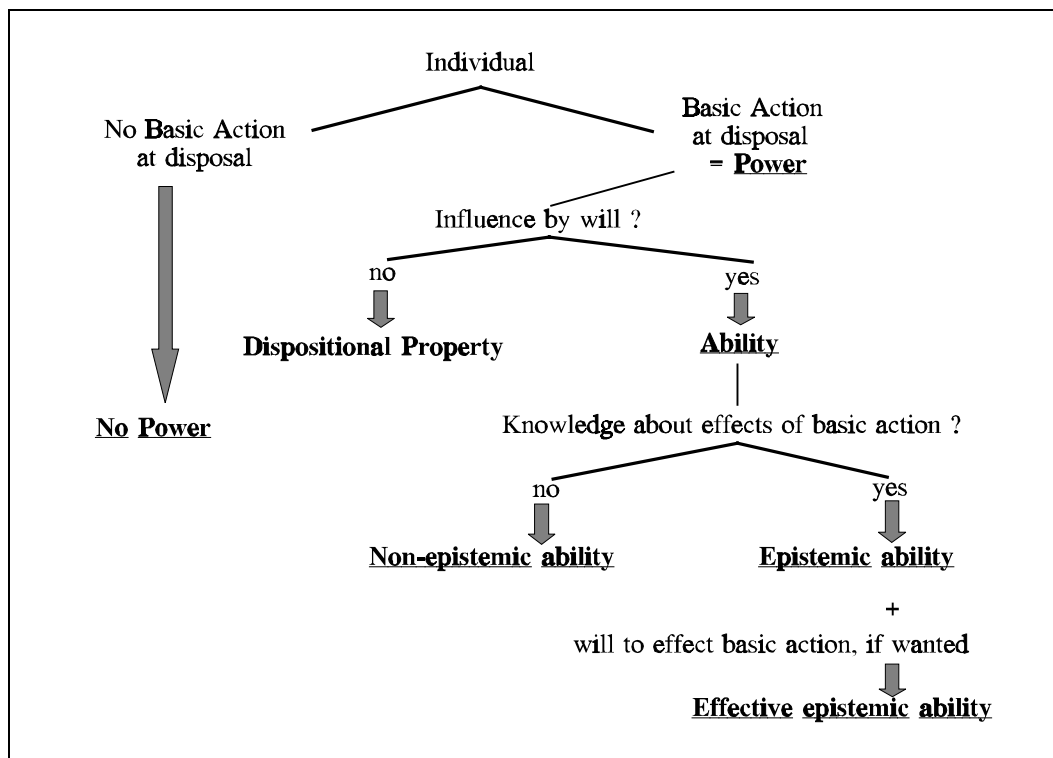 Individual
No Basic Action
at disposal
Basic Action
at disposal
= Power
Influence by will ?
no
yes
Dispositional Property
Ability
No Power
Knowledge about effects of basic action ?
no
yes
Non-epistemic ability
Epistemic ability
+
will to effect basic action, if wanted
Effective epistemic ability